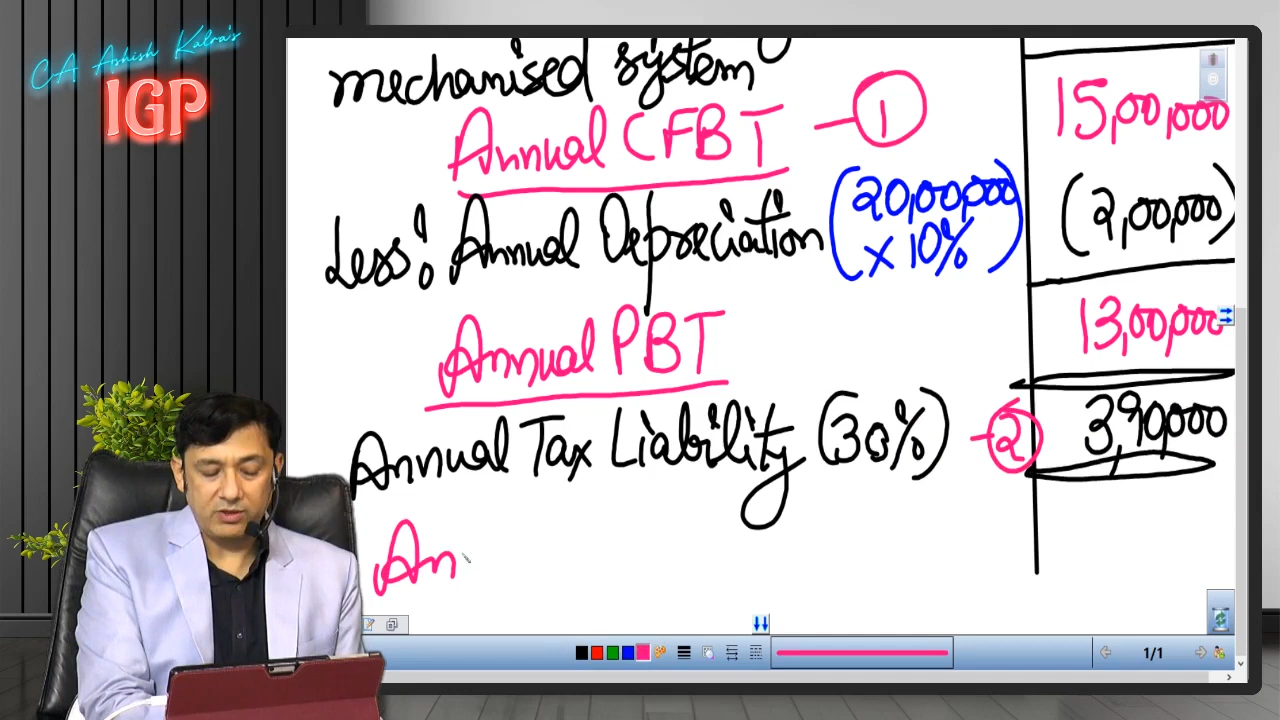 CA Ashish Kalra's
IGP
mechanised system
Annual CFBT - 1 15,00,000
Less: Annual Depreciation (20,00,000 x 10%) (2,00,000)
Annual PBT 13,00,000
Annual Tax Liability (30%) - 2 3,90,000
An
1/1